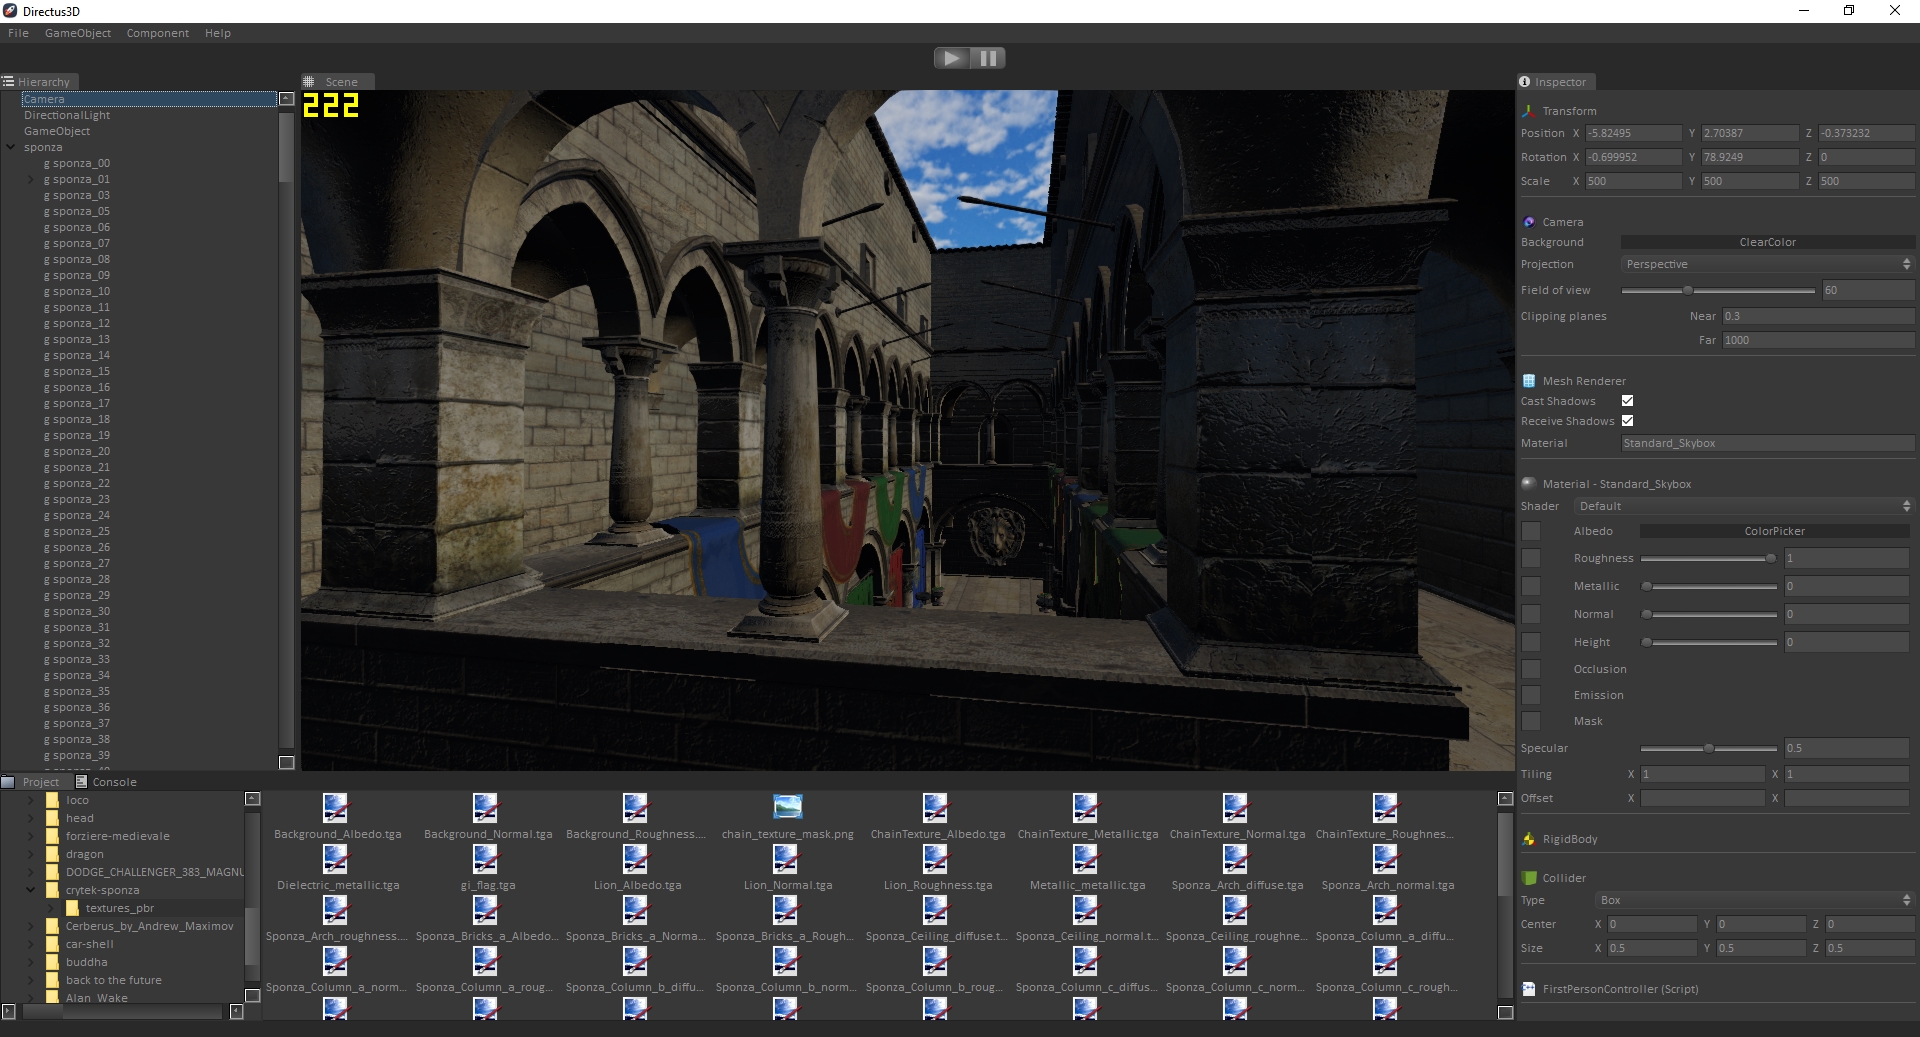 Directus3D
File GameObject Component Help
Hierarchy
Camera
DirectionalLight
GameObject
sponza
g sponza_00
g sponza_01
g sponza_03
g sponza_05
g sponza_06
g sponza_07
g sponza_08
g sponza_09
g sponza_10
g sponza_11
g sponza_12
g sponza_13
g sponza_14
g sponza_15
g sponza_16
g sponza_17
g sponza_18
g sponza_19
g sponza_20
g sponza_21
g sponza_22
g sponza_23
g sponza_24
g sponza_25
g sponza_26
g sponza_27
g sponza_28
g sponza_29
g sponza_30
g sponza_31
g sponza_32
g sponza_33
g sponza_34
g sponza_35
g sponza_36
g sponza_37
g sponza_38
g sponza_39
Scene
222
Inspector
Transform
Position X -5.82495 Y 2.70387 Z -0.373232
Rotation X -0.699952 Y 78.9249 Z 0
Scale X 500 Y 500 Z 500
Camera
Background ClearColor
Projection Perspective
Field of view 60
Clipping planes Near 0.3
Far 1000
Mesh Renderer
Cast Shadows
Receive Shadows
Material Standard_Skybox
Material - Standard_Skybox
Shader Default
Albedo ColorPicker
Roughness 1
Metallic 0
Normal 0
Height 0
Occlusion
Emission
Mask
Specular 0.5
Tiling X 1 X 1
Offset X X
RigidBody
Collider
Type Box
Center X 0 Y 0 Z 0
Size X 0.5 Y 0.5 Z 0.5
FirstPersonController (Script)
Project Console
loco
head
forziere-medievale
dragon
DODGE_CHALLENGER_383_MAGNU
crytek-sponza
textures_pbr
Cerberus_by_Andrew_Maximov
car-shell
buddha
back to the future
Alan_Wake
Background_Albedo.tga Background_Normal.tga Background_Roughness.... chain_texture_mask.png ChainTexture_Albedo.tga ChainTexture_Metallic.tga ChainTexture_Normal.tga ChainTexture_Roughnes...
Dielectric_metallic.tga gi_flag.tga Lion_Albedo.tga Lion_Normal.tga Lion_Roughness.tga Metallic_metallic.tga Sponza_Arch_diffuse.tga Sponza_Arch_normal.tga
Sponza_Arch_roughness.... Sponza_Bricks_a_Albedo... Sponza_Bricks_a_Norma... Sponza_Bricks_a_Rough... Sponza_Ceiling_diffuse.t... Sponza_Ceiling_normal.t... Sponza_Ceiling_roughne... Sponza_Column_a_diffu...
Sponza_Column_a_norm... Sponza_Column_a_roug... Sponza_Column_b_diffu... Sponza_Column_b_norm... Sponza_Column_b_roug... Sponza_Column_c_diffus... Sponza_Column_c_norm... Sponza_Column_c_rough...